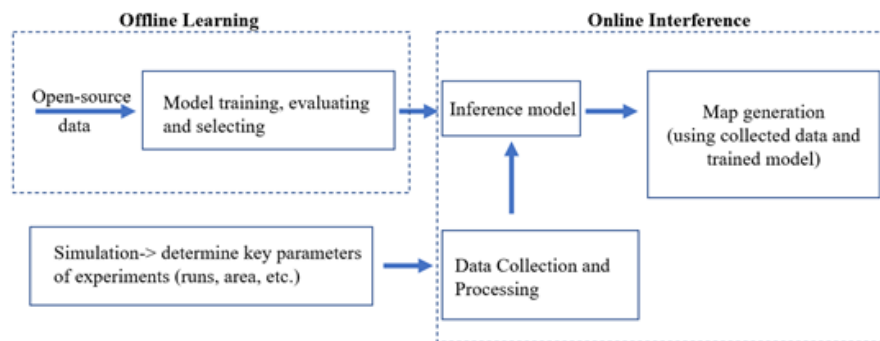 Offline Learning
Online Interference
Open-source
data
Model training, evaluating
and selecting
Inference model
Map generation
(using collected data and
trained model)
Simulation-> determine key parameters
of experiments (runs, area, etc.)
Data Collection and
Processing